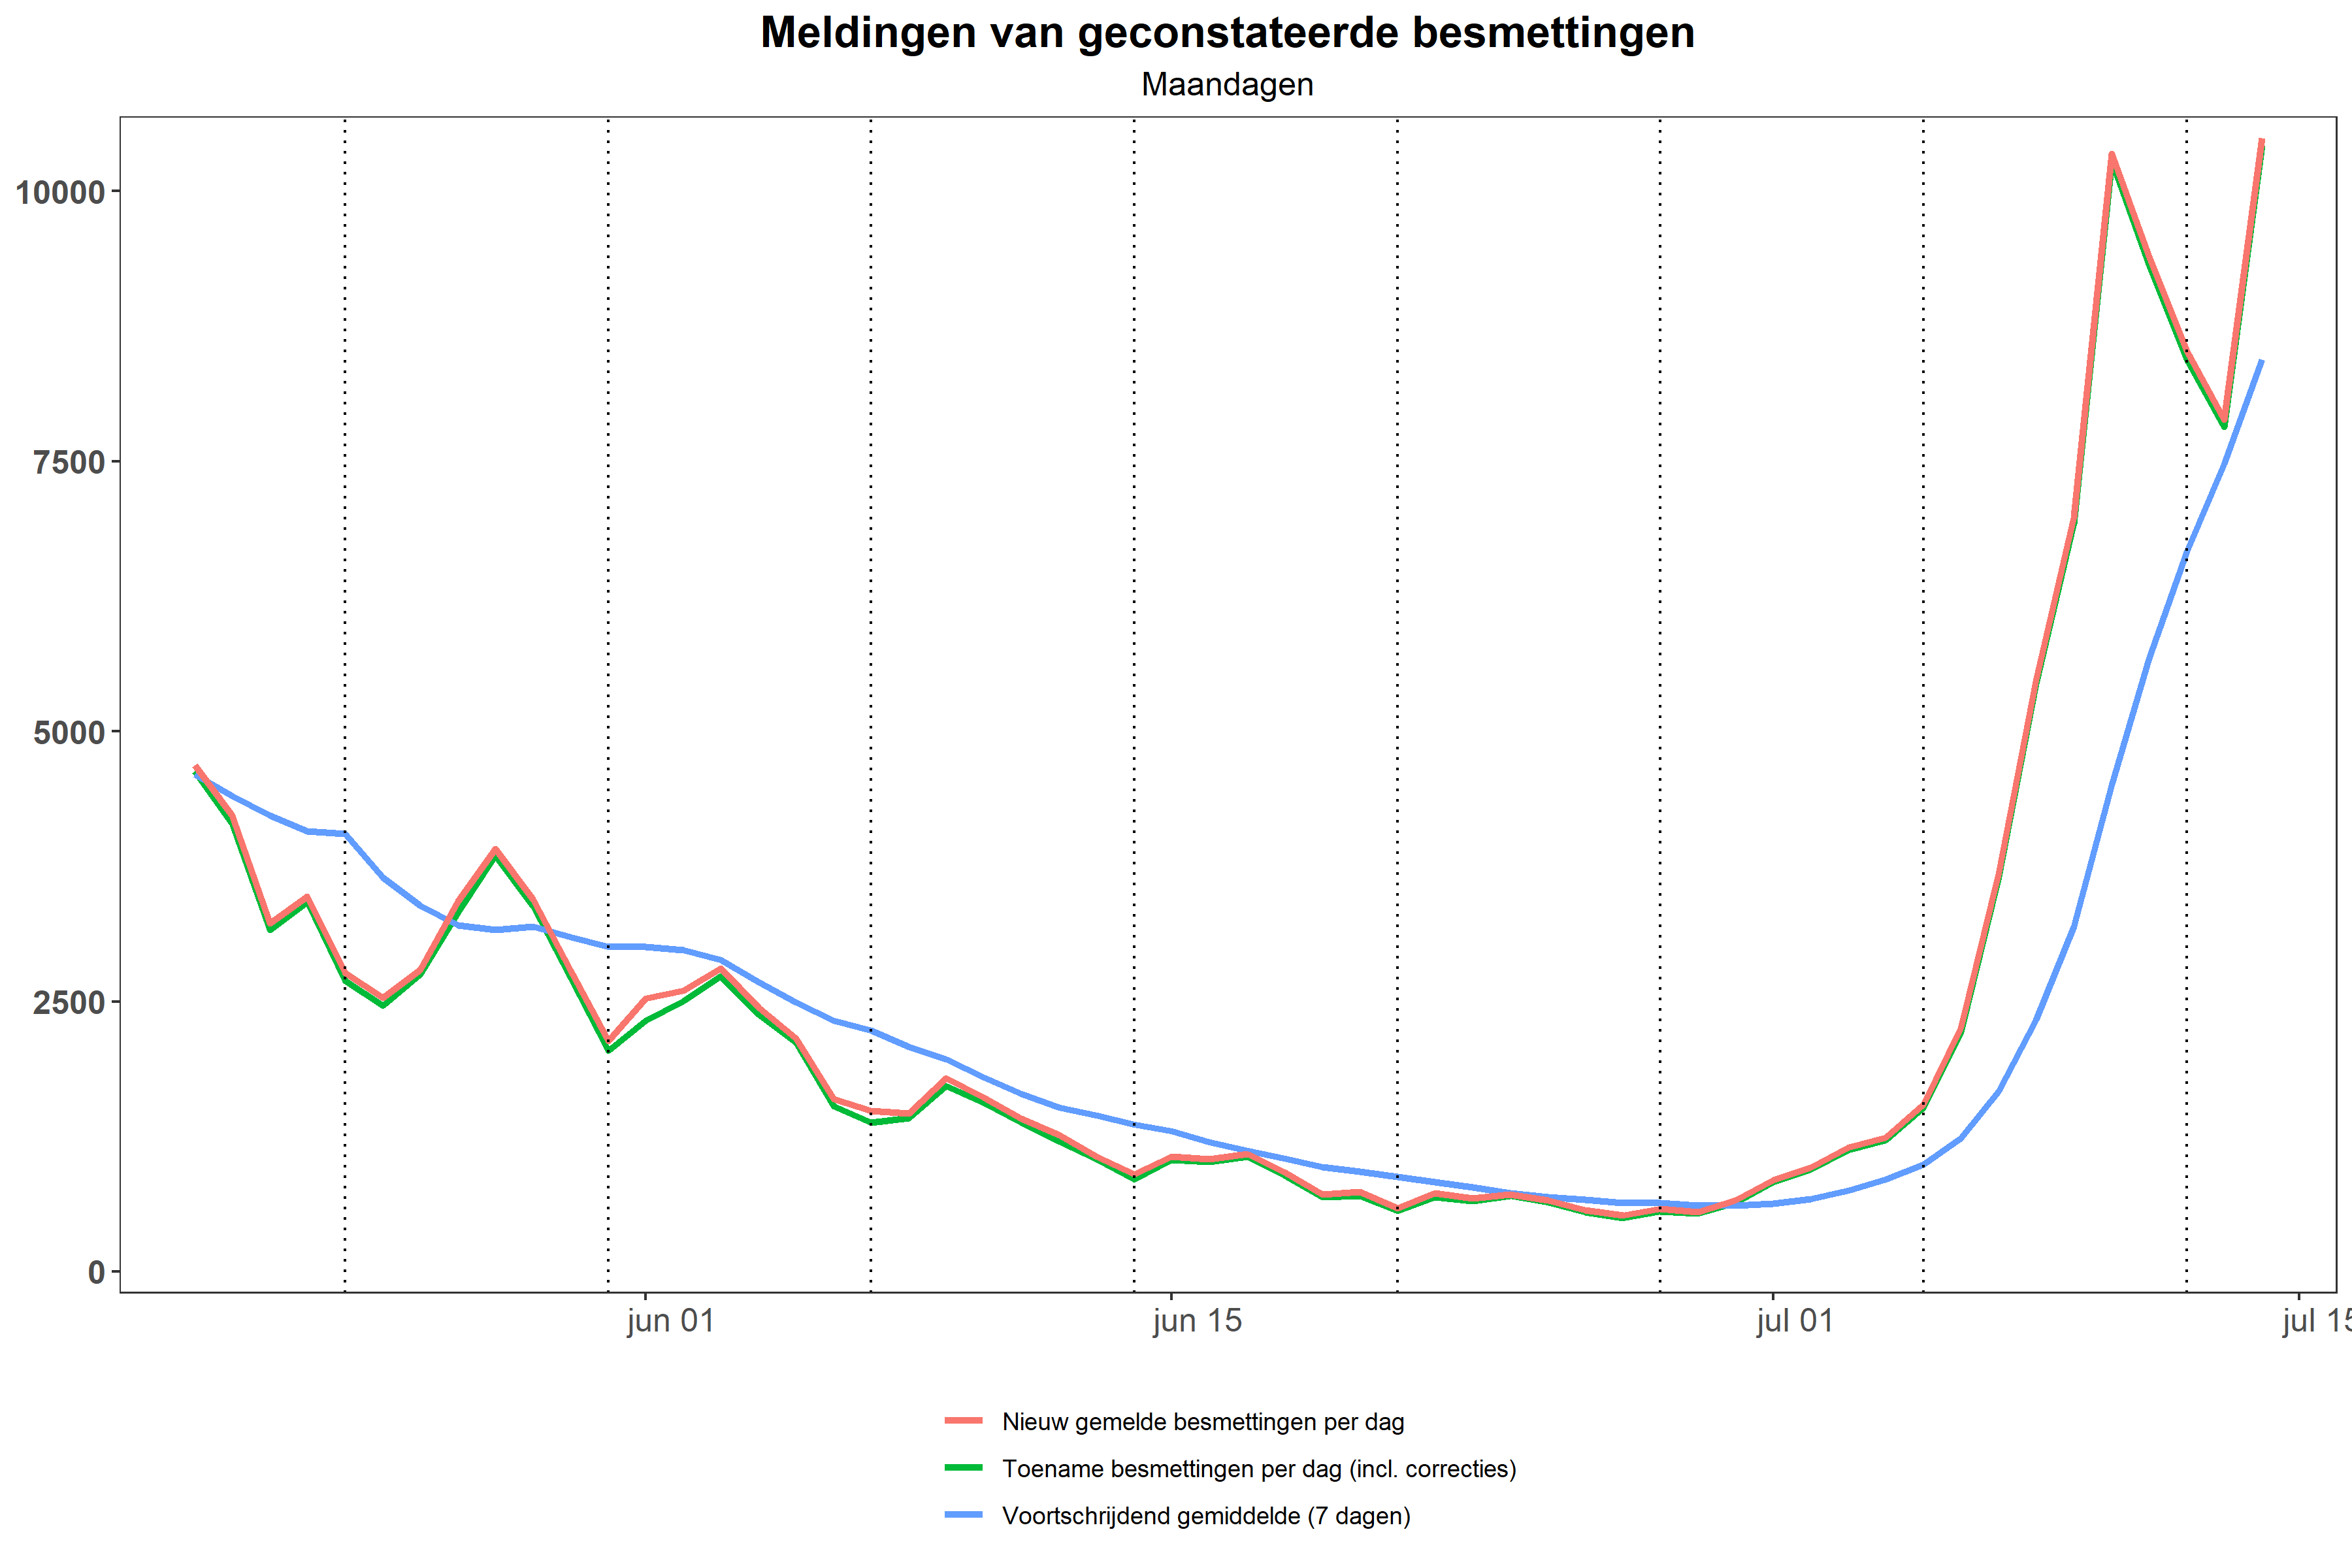 Meldingen van geconstateerde besmettingen
Maandagen
10000
7500
5000
2500
0
jun 01
jun 15
jul 01
jul 15
Nieuw gemelde besmettingen per dag
Toename besmettingen per dag (incl. correcties)
Voortschrijdend gemiddelde (7 dagen)